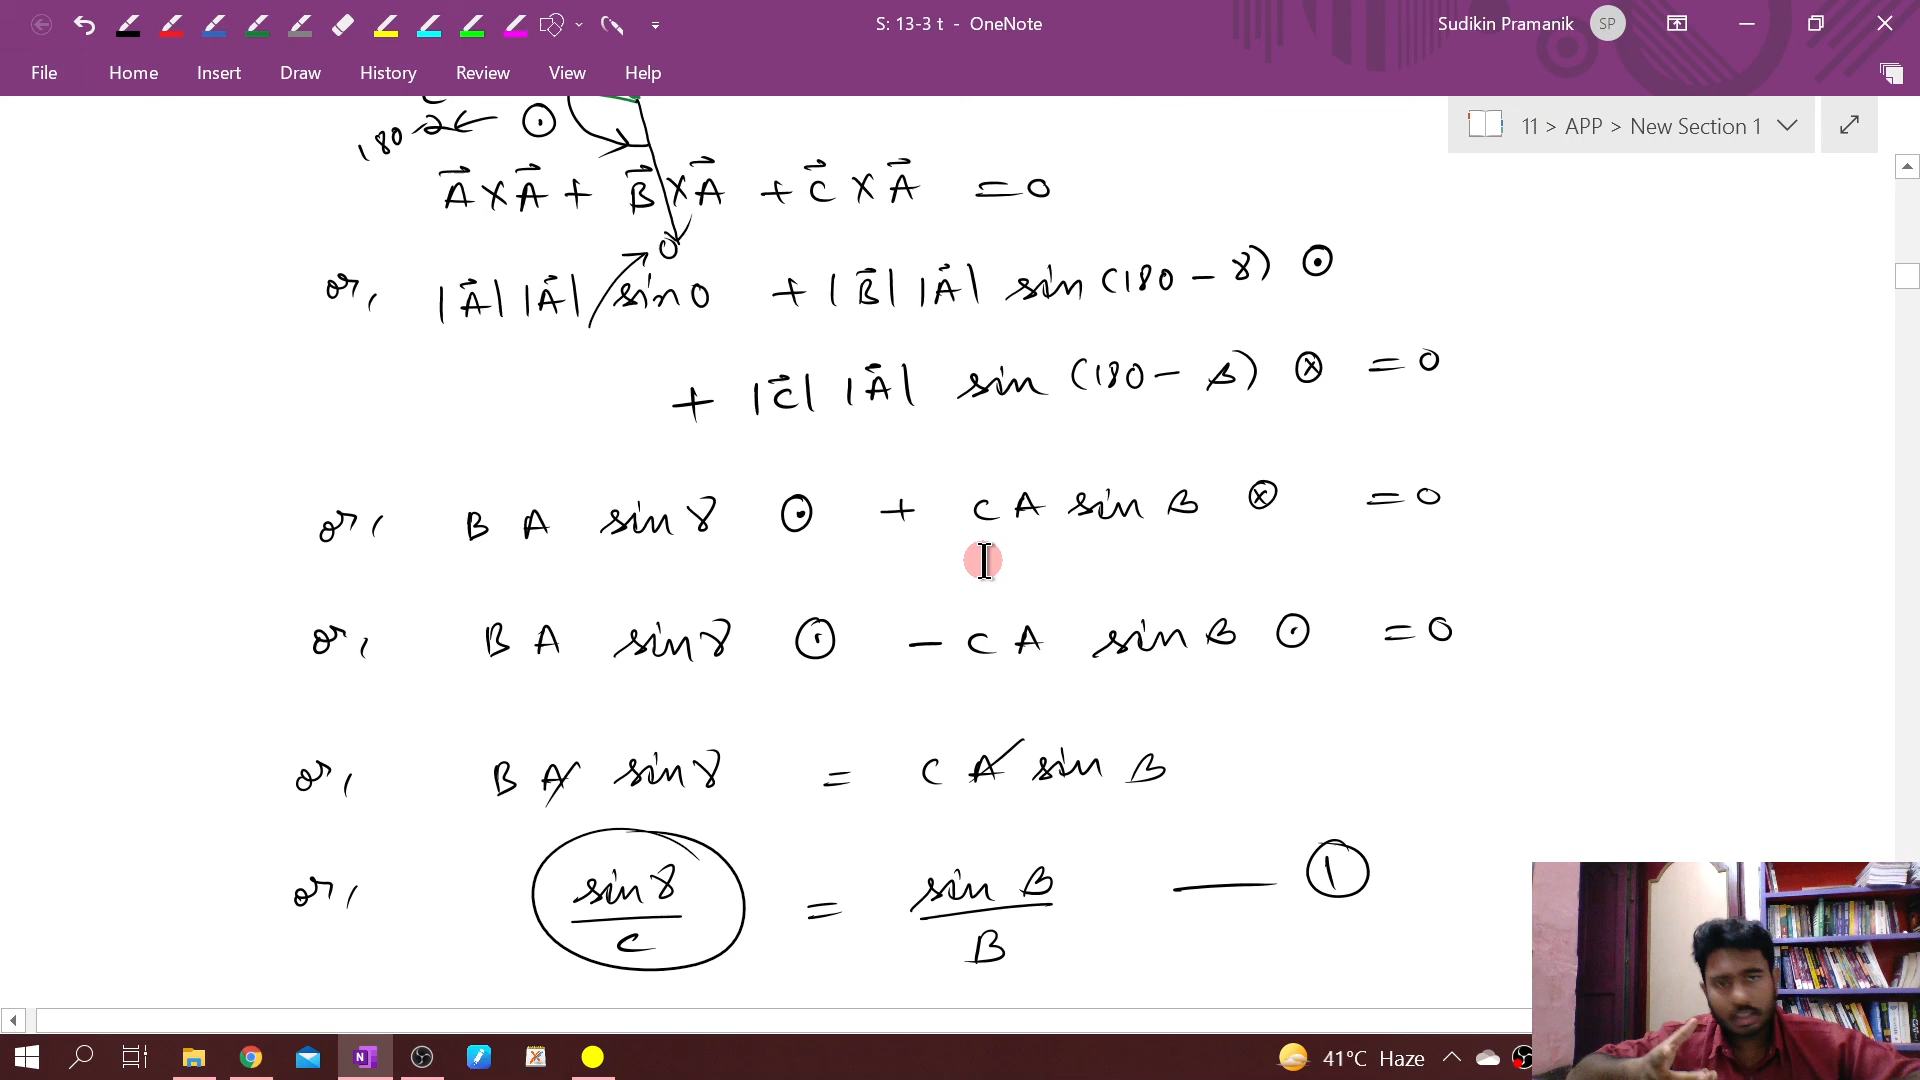 S: 13-3 t - OneNote
Sudikin Pramanik SP
File Home Insert Draw History Review View Help
11 > APP > New Section 1
180 - α ← ⊙
A⃗ × A⃗ + B⃗ × A⃗ + C⃗ × A⃗ = 0
or, |A⃗| |A⃗| sin 0 + |B⃗| |A⃗| sin (180 - γ) ⊙
0
+ |C⃗| |A⃗| sin (180 - β) ⊗ = 0
or, B A sin γ ⊙ + C A sin β ⊗ = 0
or, B A sin γ ⊙ - C A sin β ⊙ = 0
or, B A sin γ = C A sin β
or, sin γ / C = sin β / B — ①
41°C Haze